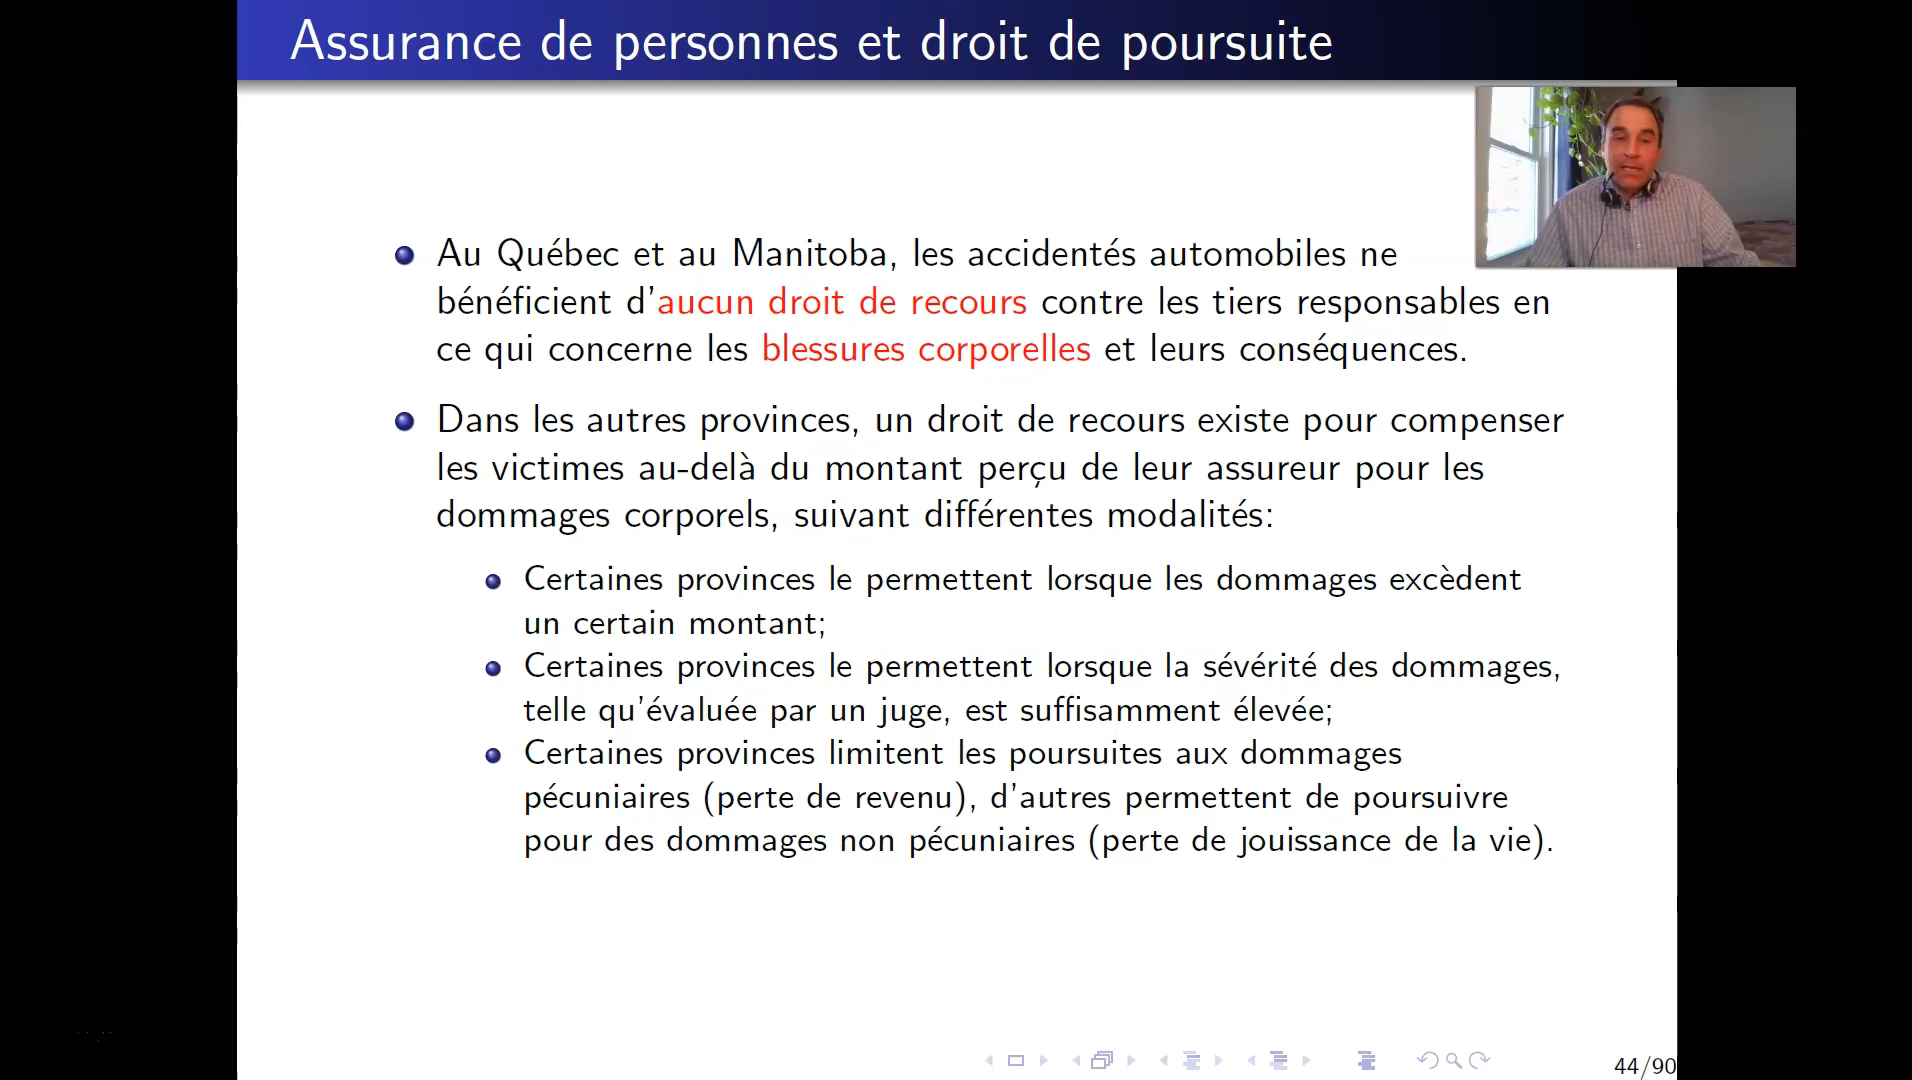 Assurance de personnes et droit de poursuite
Au Québec et au Manitoba, les accidentés automobiles ne
bénéficient d'aucun droit de recours contre les tiers responsables en
ce qui concerne les blessures corporelles et leurs conséquences.
Dans les autres provinces, un droit de recours existe pour compenser
les victimes au-delà du montant perçu de leur assureur pour les
dommages corporels, suivant différentes modalités:
Certaines provinces le permettent lorsque les dommages excèdent
un certain montant;
Certaines provinces le permettent lorsque la sévérité des dommages,
telle qu'évaluée par un juge, est suffisamment élevée;
Certaines provinces limitent les poursuites aux dommages
pécuniaires (perte de revenu), d'autres permettent de poursuivre
pour des dommages non pécuniaires (perte de jouissance de la vie).
44/90